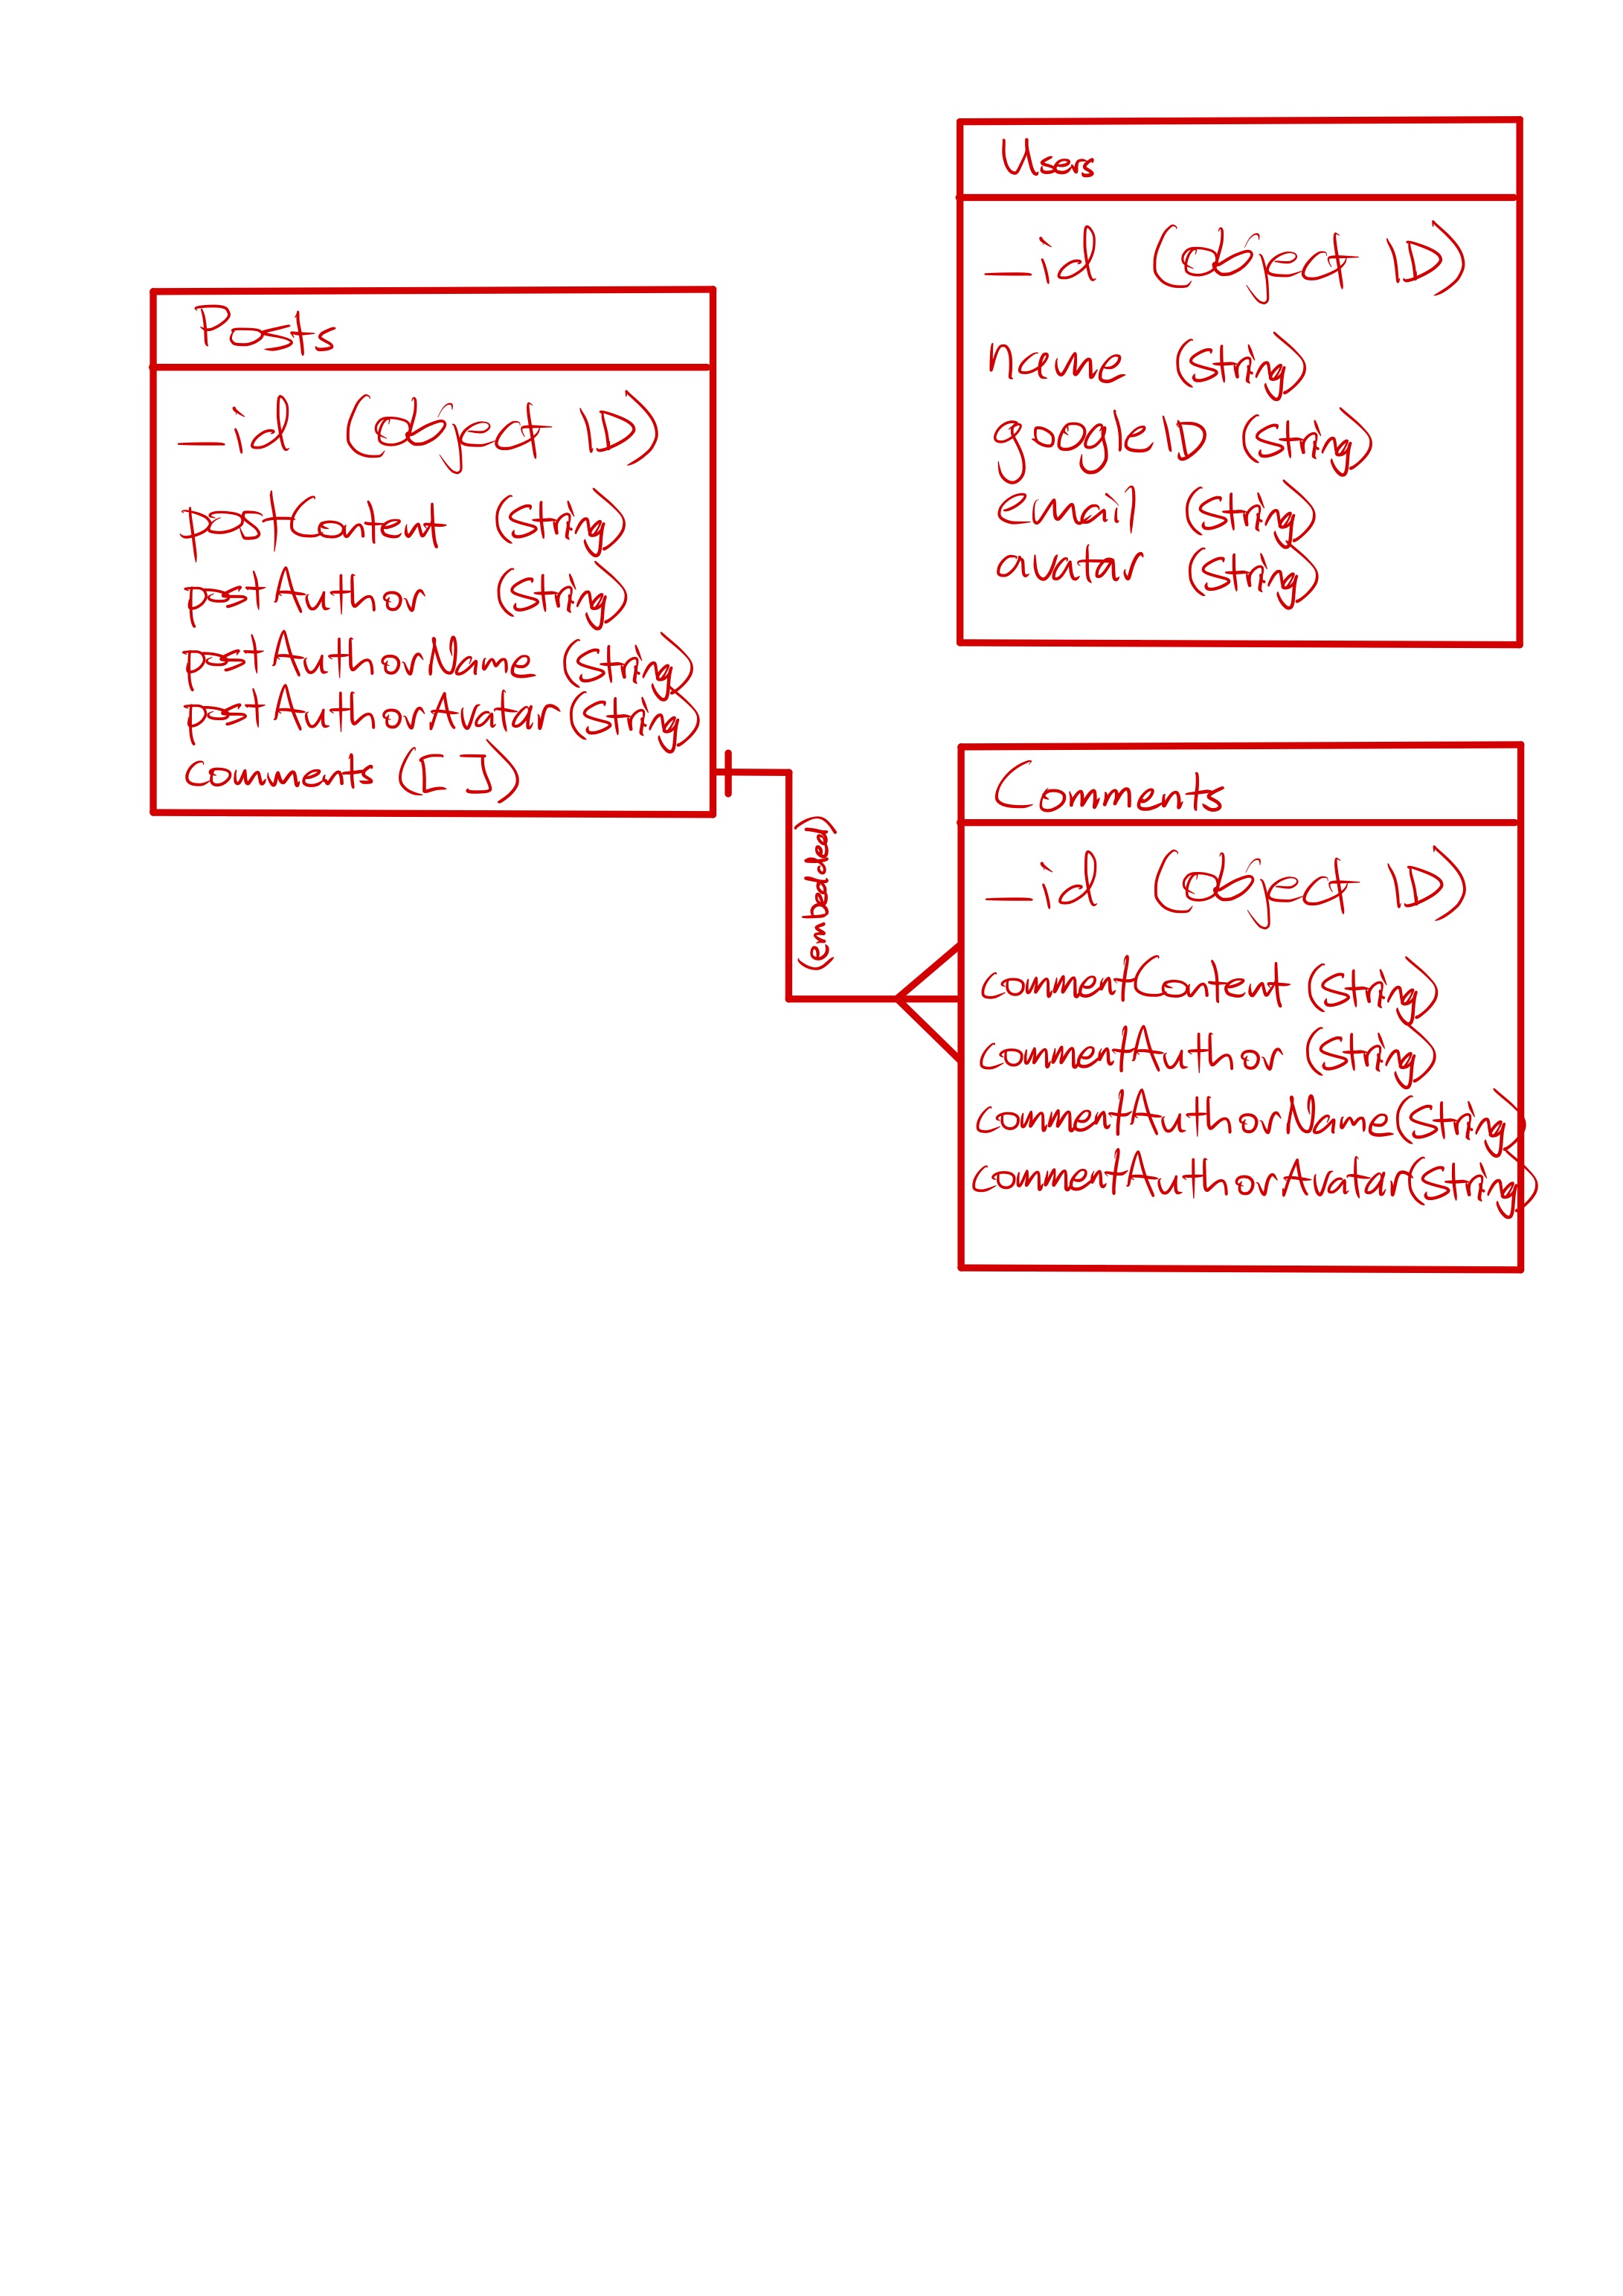 Posts
_id (Object ID)
postContent (String)
postAuthor (String)
postAuthorName (String)
postAuthorAvatar (String)
comments ([])
(embedded)
Users
_id (Object ID)
name (String)
googleID (String)
email (String)
avatar (String)
Comments
_id (Object ID)
commentContent (String)
commentAuthor (String)
commentAuthorName (String)
commentAuthorAvatar (String)